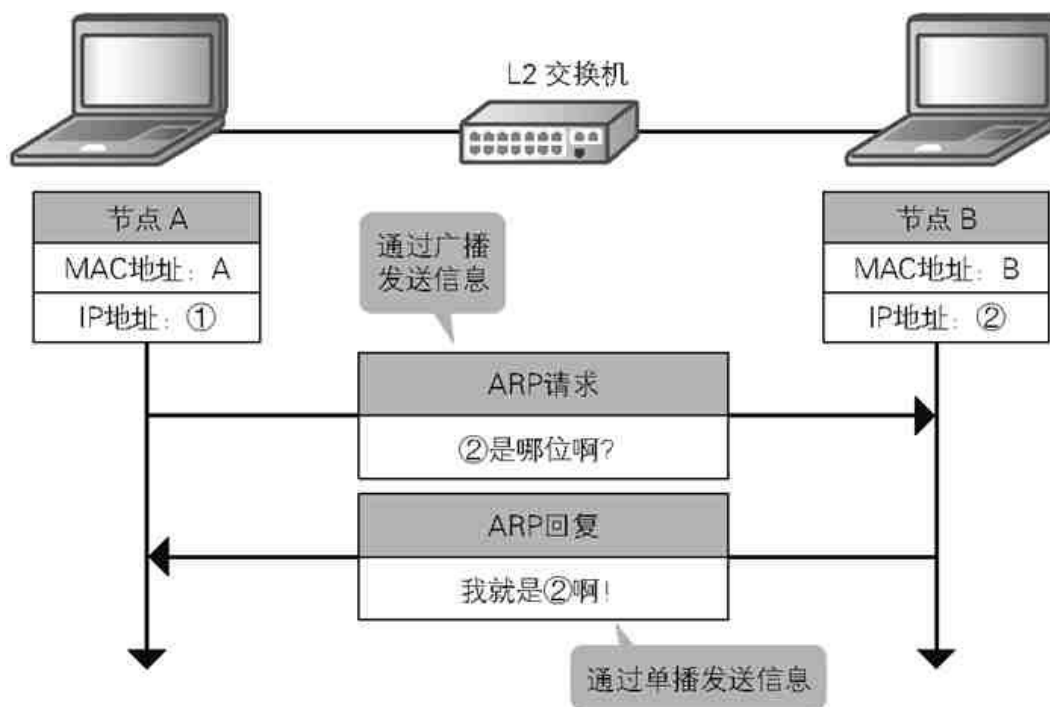 L2 交换机
节点 A
MAC地址：A
IP地址：①
节点 B
MAC地址：B
IP地址：②
通过广播
发送信息
ARP请求
②是哪位啊?
ARP回复
我就是②啊!
通过单播发送信息